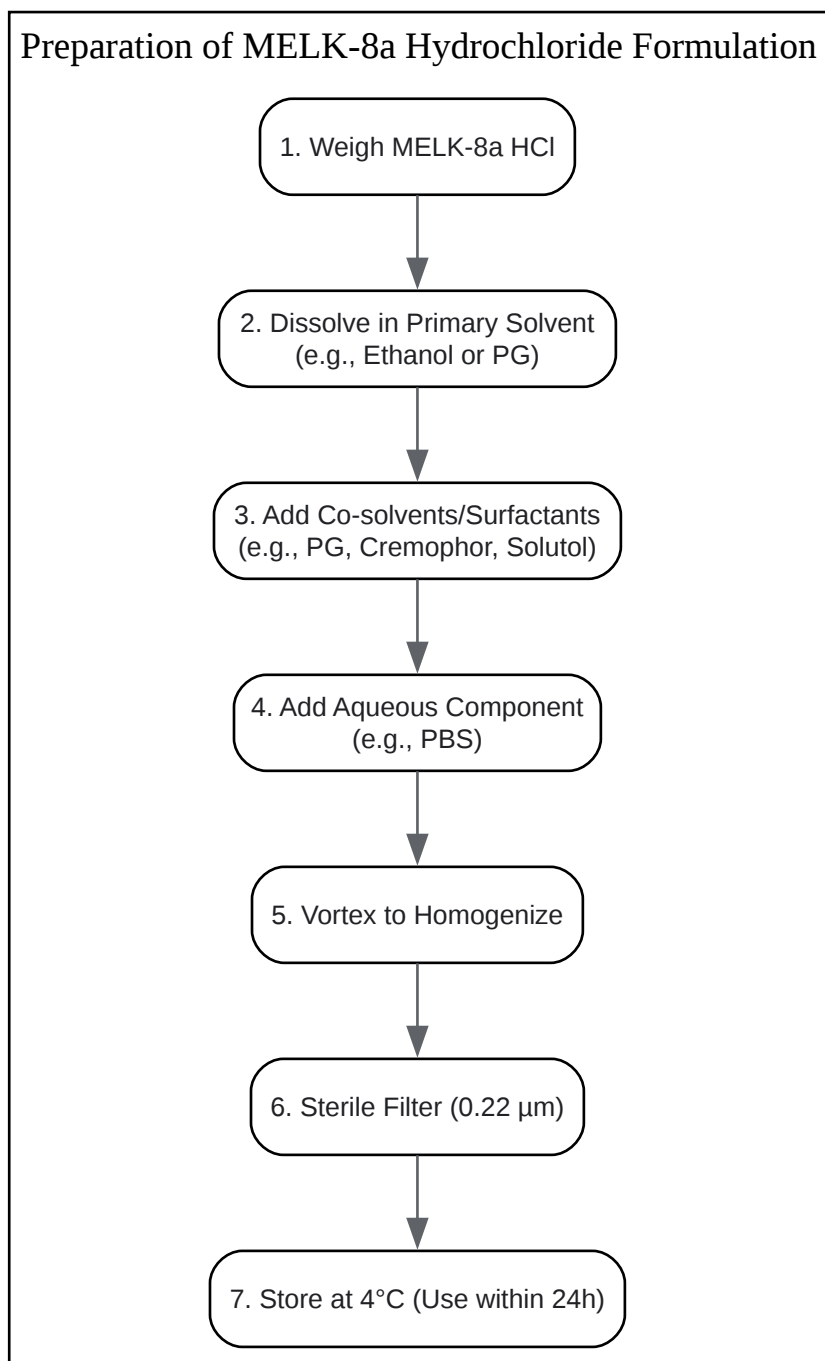 Preparation of MELK-8a Hydrochloride Formulation
1. Weigh MELK-8a HCl
2. Dissolve in Primary Solvent
(e.g., Ethanol or PG)
3. Add Co-solvents/Surfactants
(e.g., PG, Cremophor, Solutol)
4. Add Aqueous Component
(e.g., PBS)
5. Vortex to Homogenize
6. Sterile Filter (0.22 µm)
7. Store at 4°C (Use within 24h)